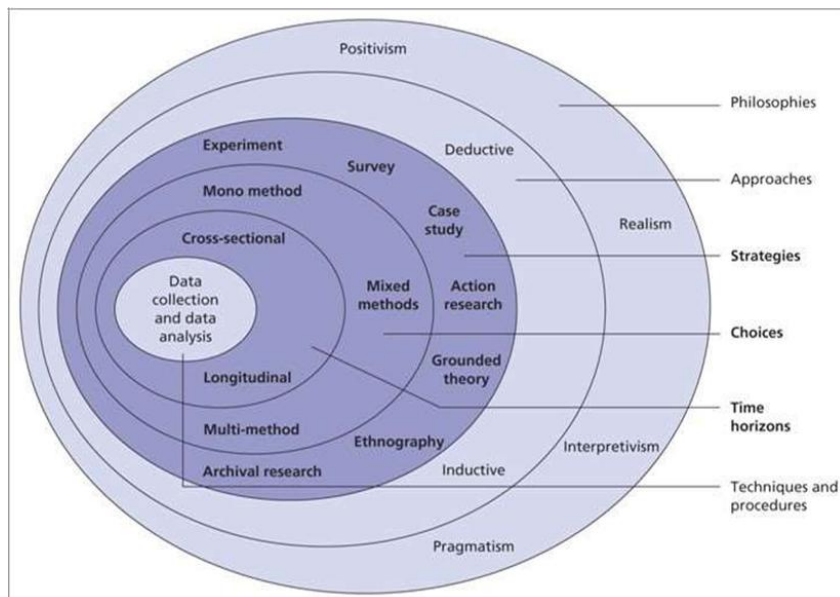 Positivism
Philosophies
Experiment
Deductive
Survey
Approaches
Mono method
Case
study
Realism
Cross-sectional
Strategies
Data
collection
and data
analysis
Mixed
methods
Action
research
Choices
Longitudinal
Grounded
theory
Time
horizons
Multi-method
Ethnography
Interpretivism
Archival research
Inductive
Techniques and
procedures
Pragmatism